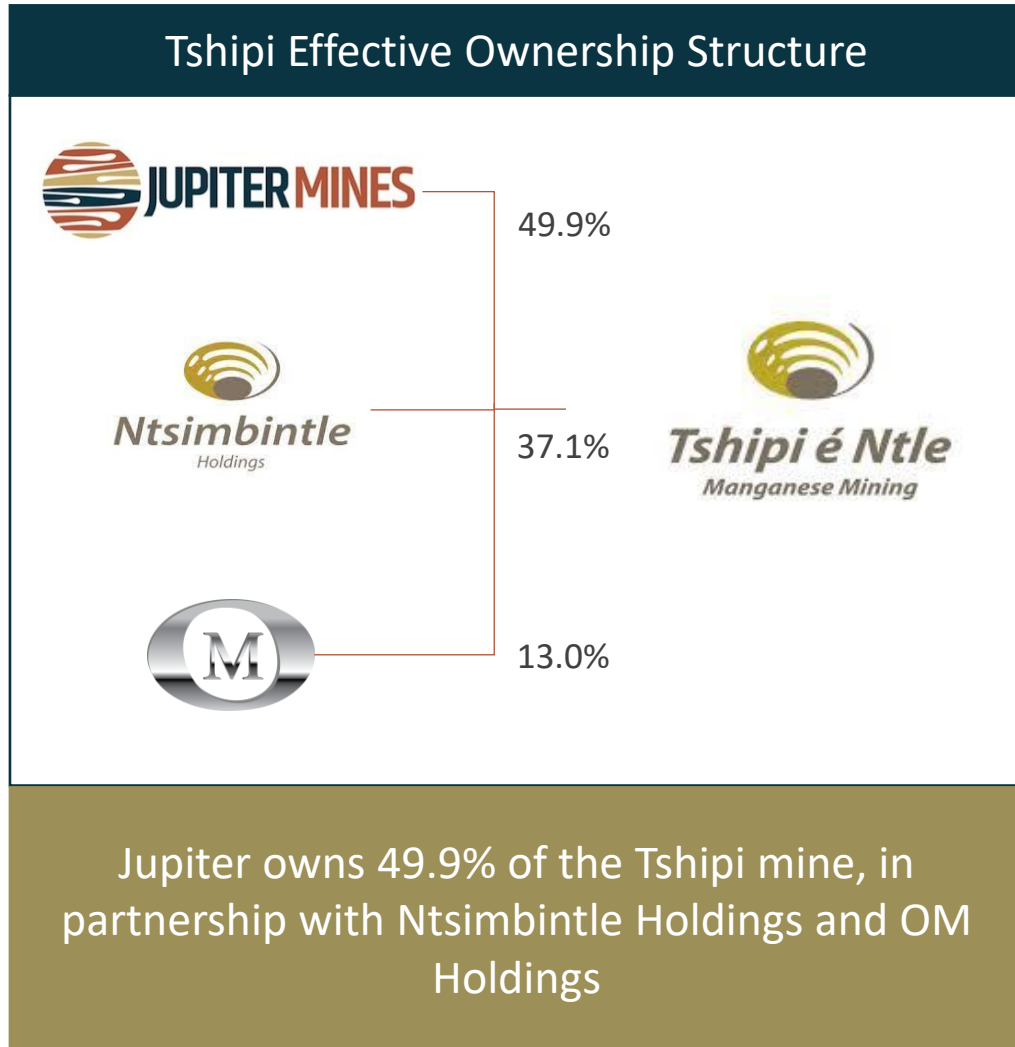 Tshipi Effective Ownership Structure
JUPITER MINES
49.9%
Ntsimbintle
Holdings
37.1%
Tshipi é Ntle
Manganese Mining
M
13.0%
Jupiter owns 49.9% of the Tshipi mine, in
partnership with Ntsimbintle Holdings and OM
Holdings